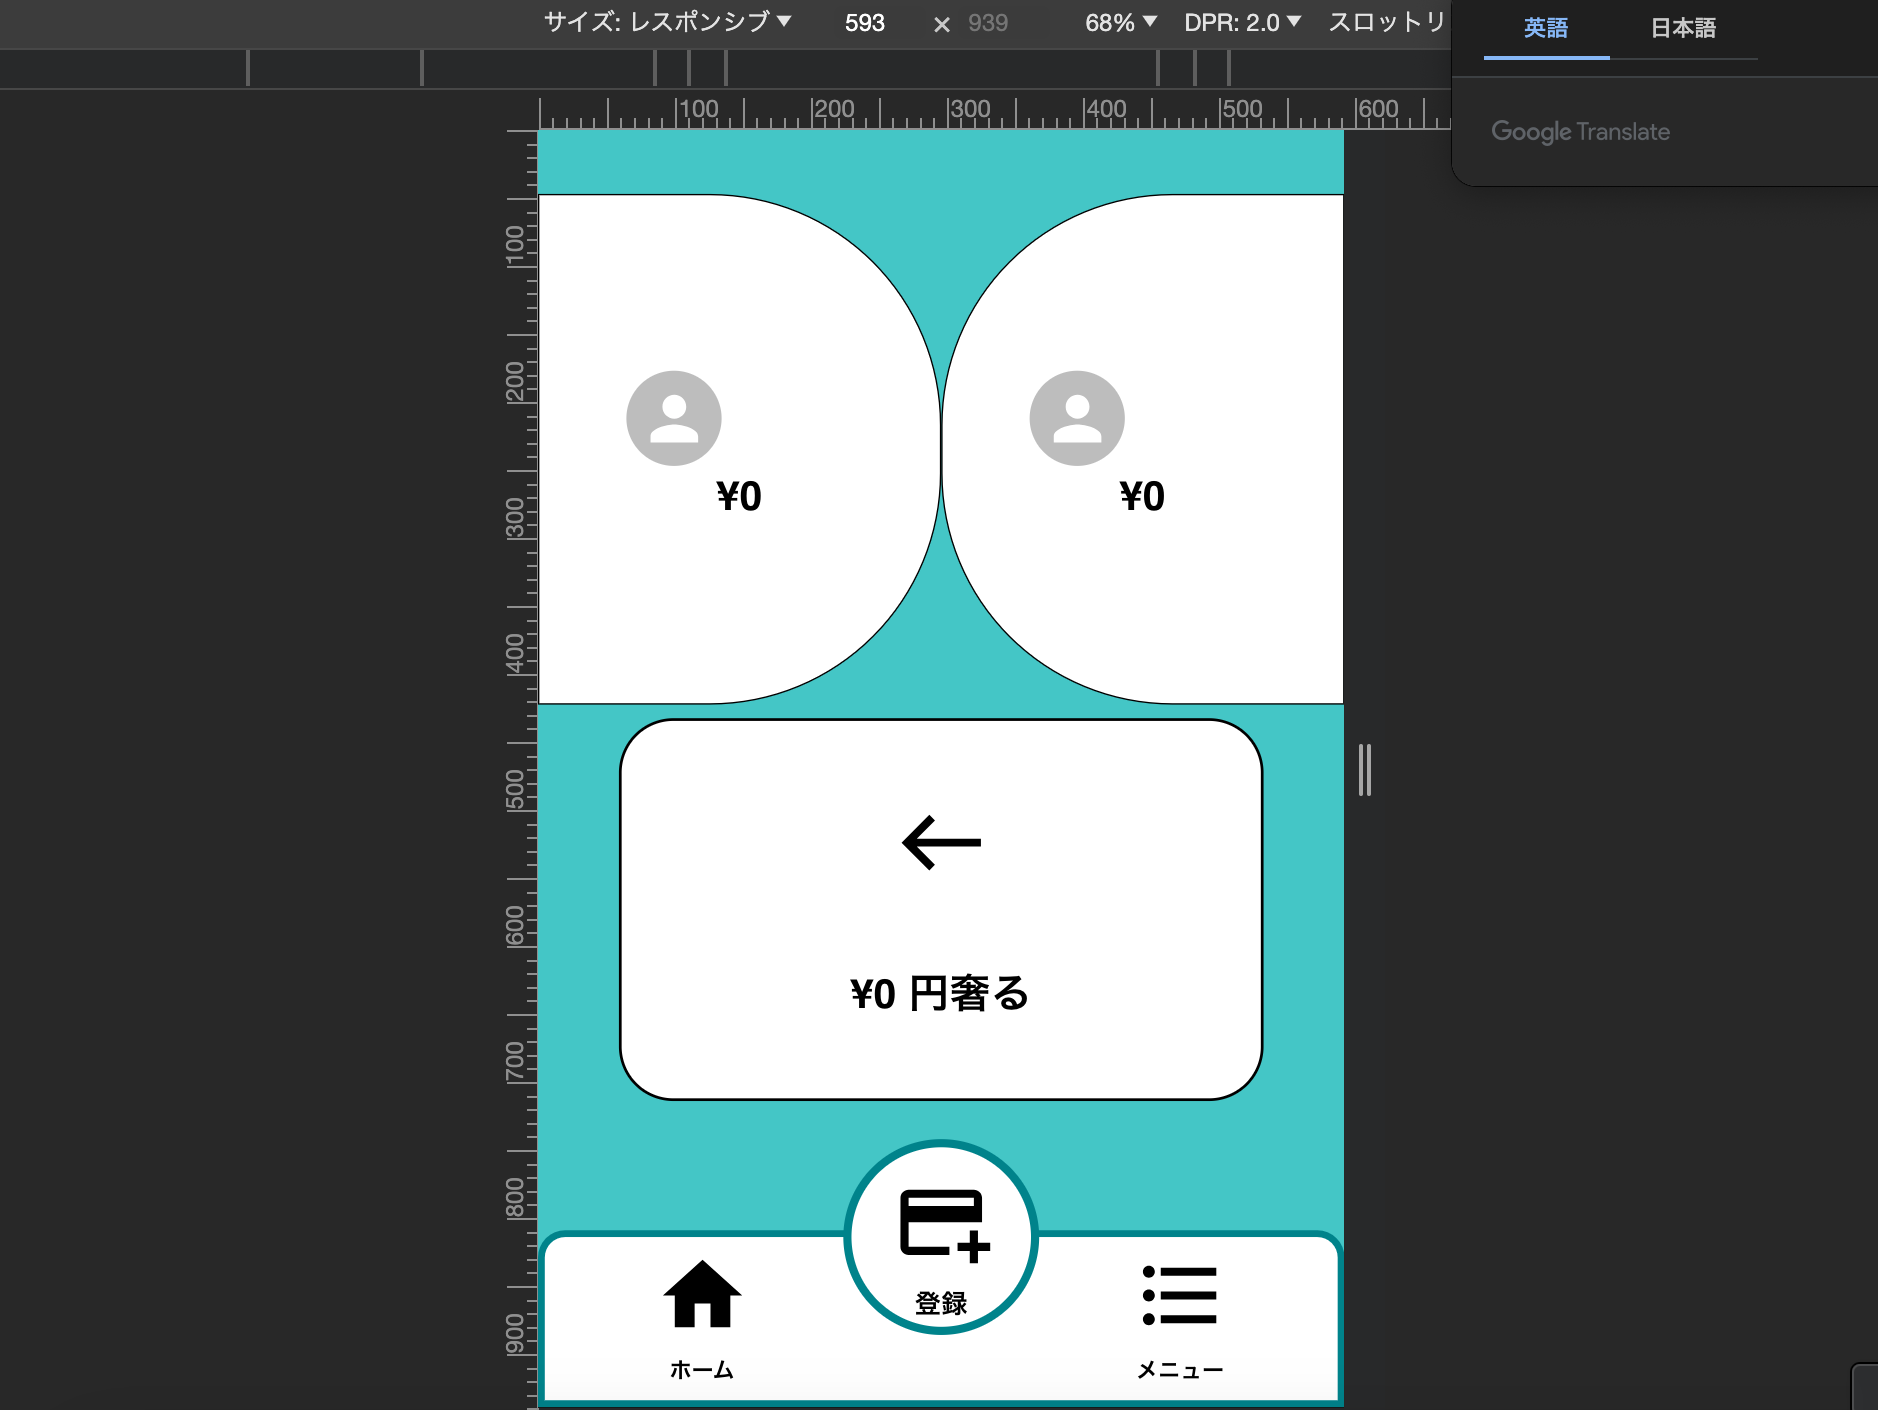 サイズ: レスポンシブ ▼ 593 × 939 68% ▼ DPR: 2.0 ▼ スロットリ
英語 日本語
Google Translate
100 200 300 400 500 600
100
200
300
400
500
600
700
800
900
¥0 ¥0
¥0 円奢る
登録
ホーム メニュー